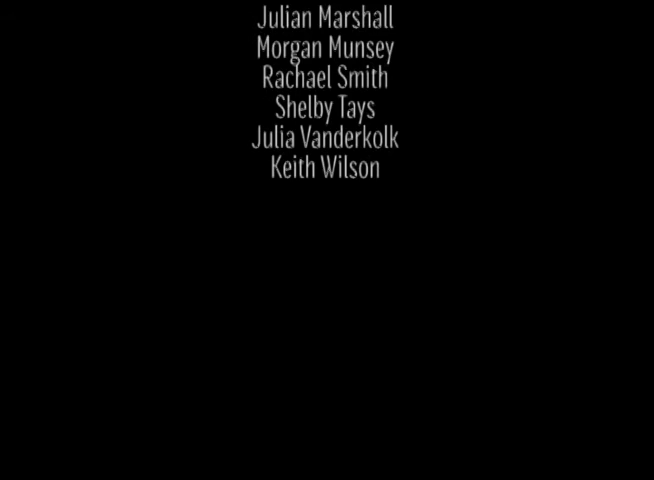 Julian Marshall
Morgan Munsey
Rachael Smith
Shelby Tays
Julia Vanderkolk
Keith Wilson